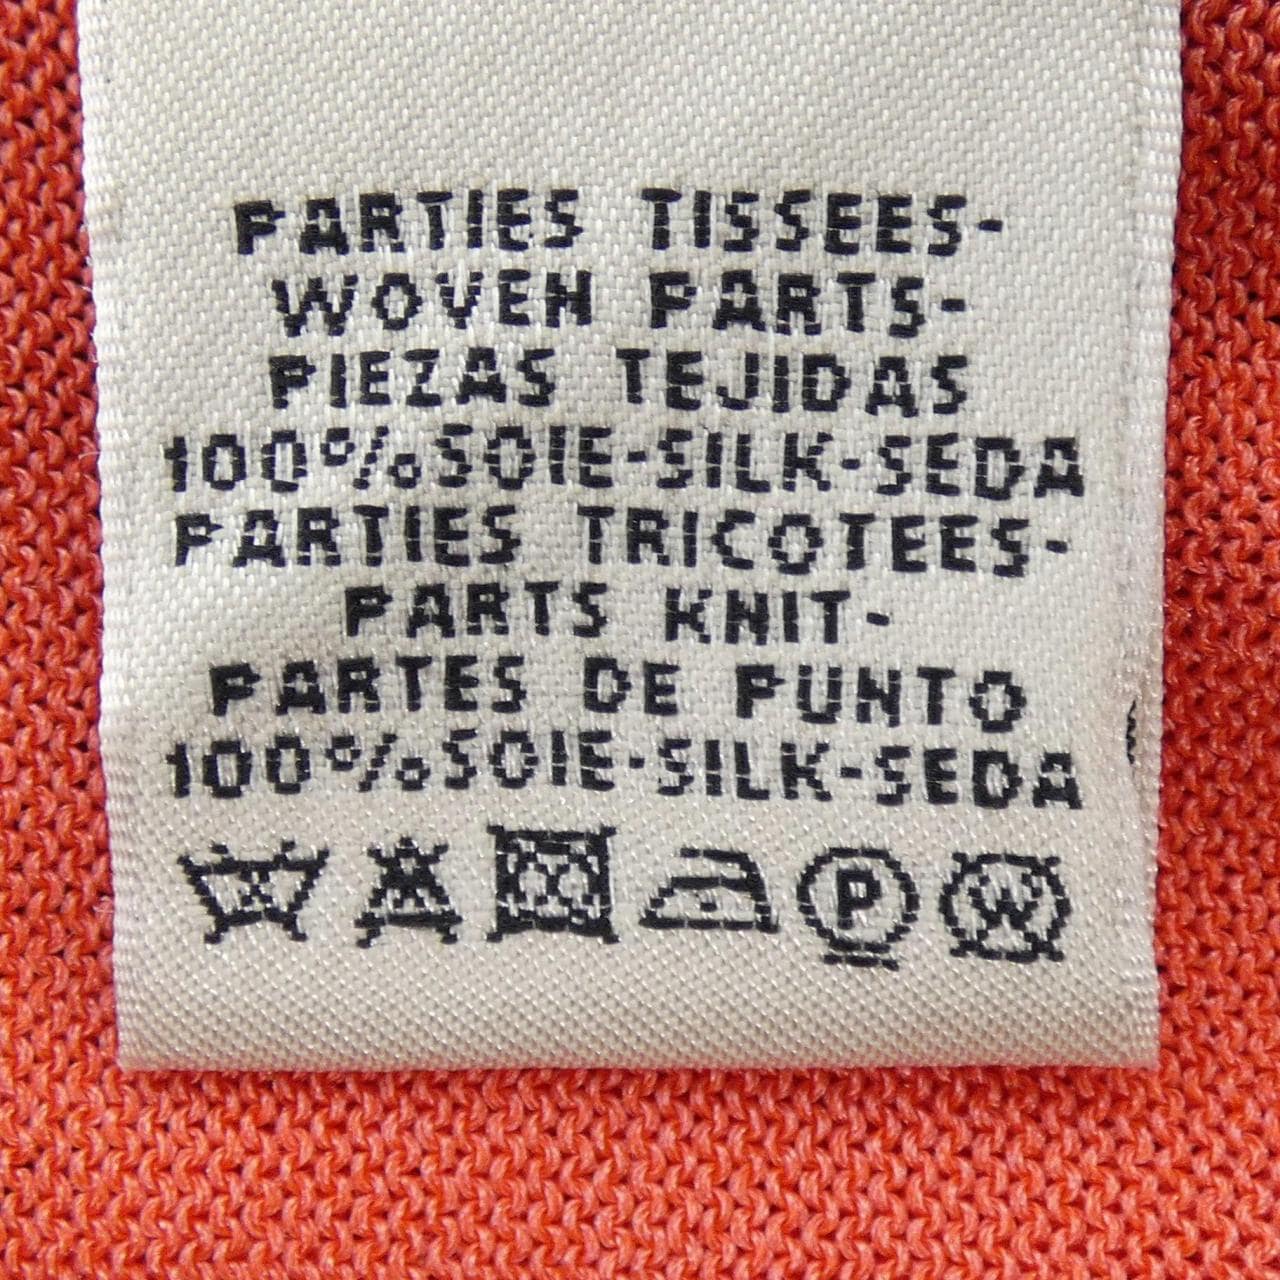 PARTIES TISSEES-
WOVEN PARTS-
PIEZAS TEJIDAS
100%SOIE-SILK-SEDA
PARTIES TRICOTEES-
PARTS KNIT-
PARTES DE PUNTO
100%SOIE-SILK-SEDA
P W